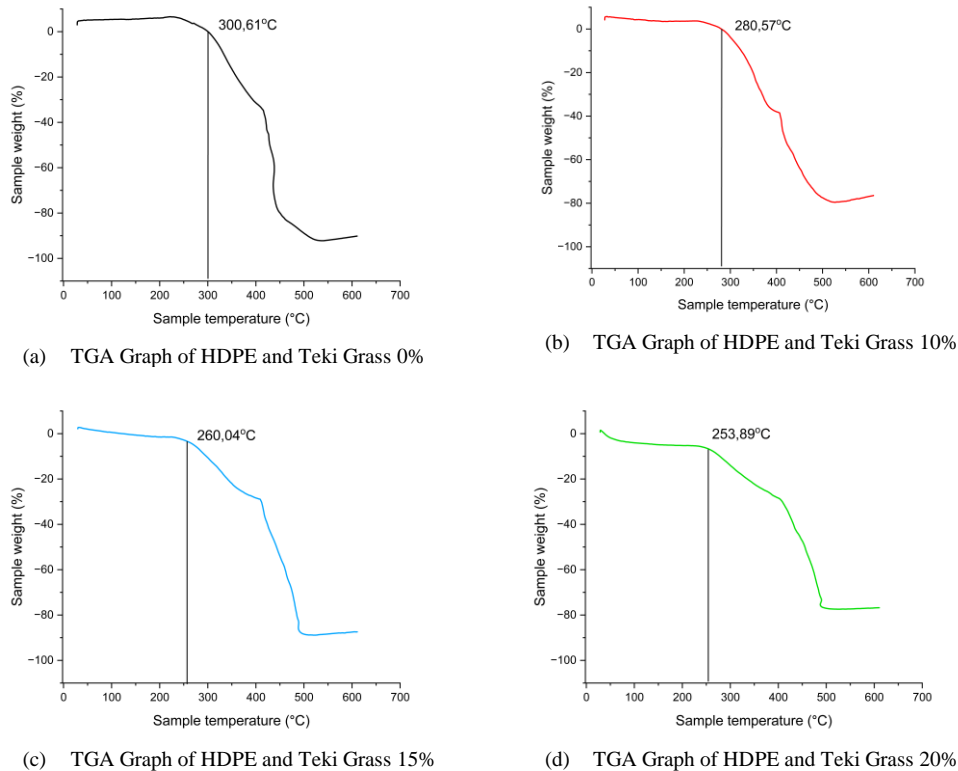 300,61°C
Sample weight (%)
0
−20
−40
−60
−80
−100
0 100 200 300 400 500 600 700
Sample temperature (°C)
(a) TGA Graph of HDPE and Teki Grass 0%
280,57°C
Sample weight (%)
0
−20
−40
−60
−80
−100
0 100 200 300 400 500 600 700
Sample temperature (°C)
(b) TGA Graph of HDPE and Teki Grass 10%
260,04°C
Sample weight (%)
0
−20
−40
−60
−80
−100
0 100 200 300 400 500 600 700
Sample temperature (°C)
(c) TGA Graph of HDPE and Teki Grass 15%
253,89°C
Sample weight (%)
0
−20
−40
−60
−80
−100
0 100 200 300 400 500 600 700
Sample temperature (°C)
(d) TGA Graph of HDPE and Teki Grass 20%